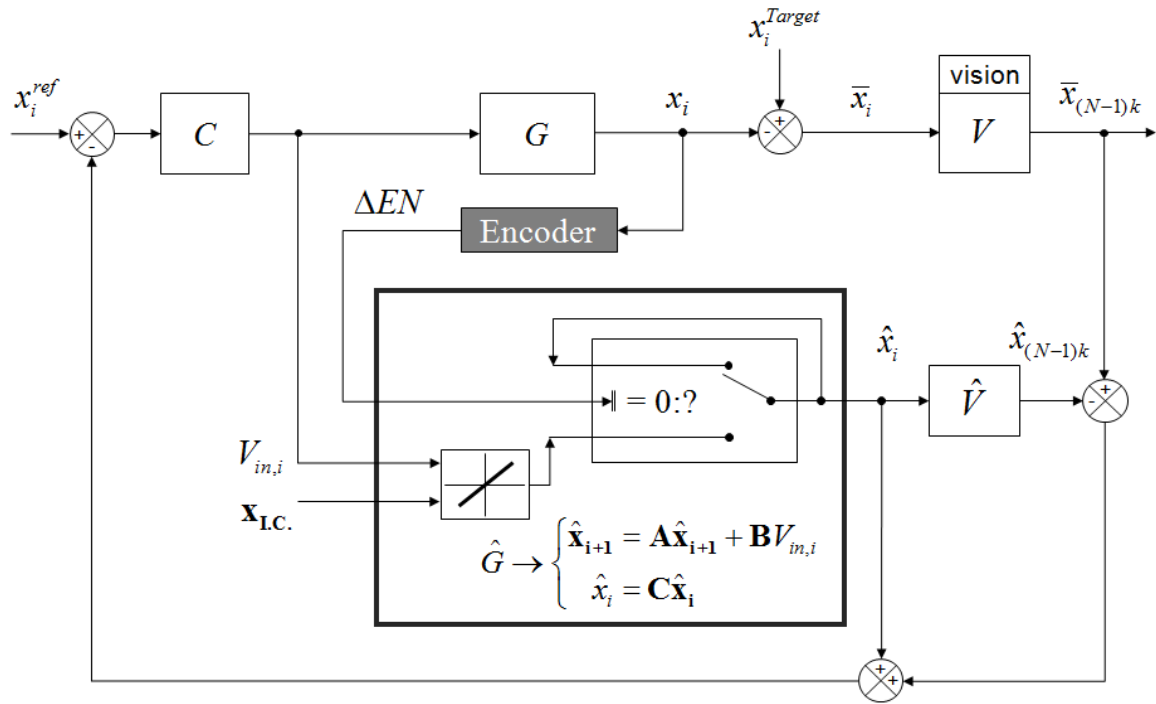 x_i^{Target}
x_i^{ref}
+
-
C
G
x_i
+
-
x̄_i
vision
V
x̄_{(N-1)k}
ΔEN
Encoder
= 0:?
x̂_i
V̂
x̂_{(N-1)k}
+
-
V_{in,i}
x_{I.C.}
Ĝ → { x̂_{i+1} = Ax̂_{i+1} + BV_{in,i}
x̂_i = Cx̂_i
+
+